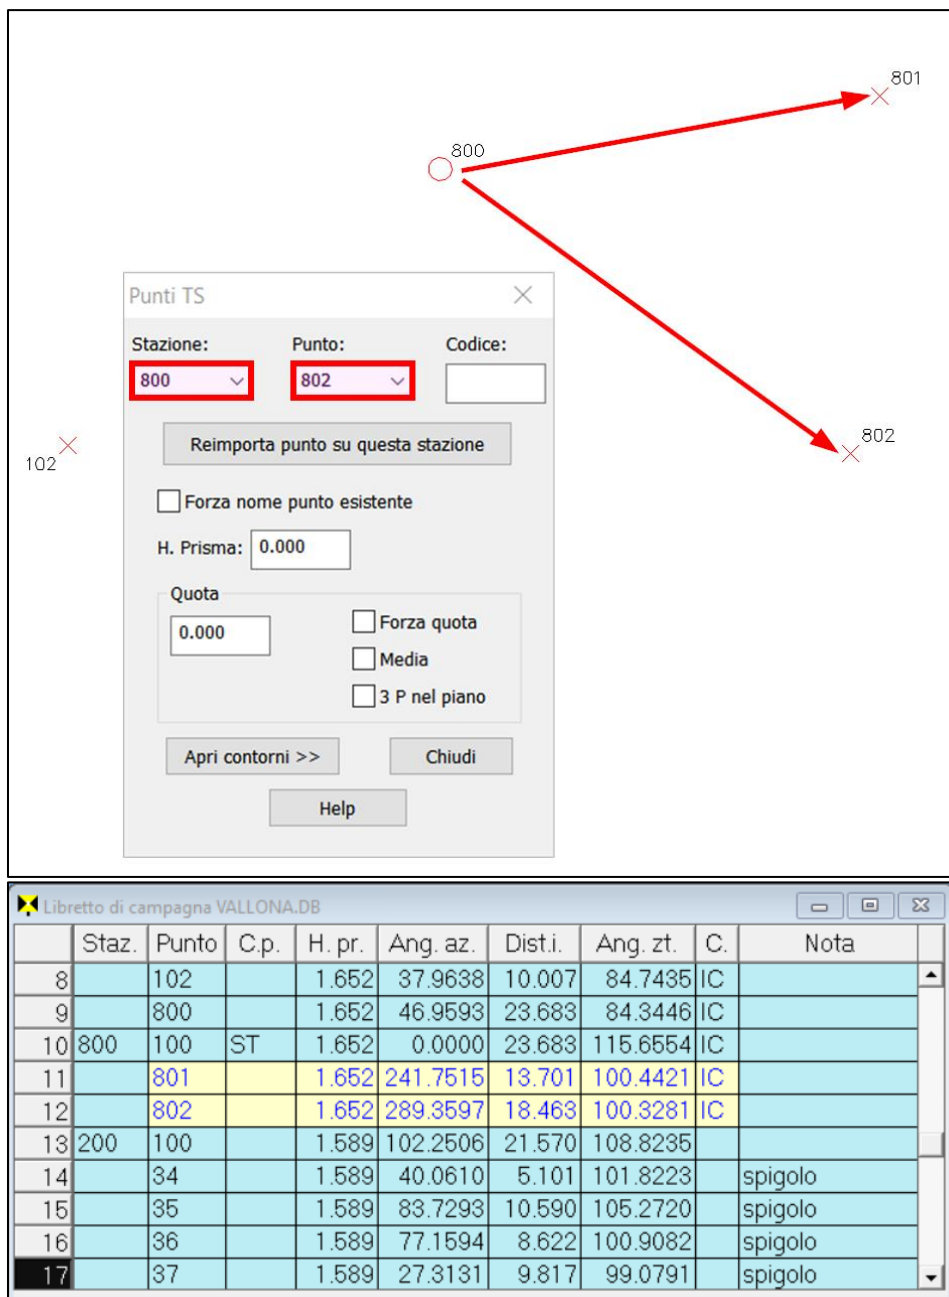 801
800
Punti TS
Stazione: Punto: Codice:
800 802
802
102
Reimporta punto su questa stazione
Forza nome punto esistente
H. Prisma: 0.000
Quota
0.000 Forza quota
Media
3 P nel piano
Apri contorni >> Chiudi
Help
Libretto di campagna VALLONA.DB
Staz. Punto C.p. H. pr. Ang. az. Dist.i. Ang. zt. C. Nota
8 102 1.652 37.9638 10.007 84.7435 IC
9 800 1.652 46.9593 23.683 84.3446 IC
10 800 100 ST 1.652 0.0000 23.683 115.6554 IC
11 801 1.652 241.7515 13.701 100.4421 IC
12 802 1.652 289.3597 18.463 100.3281 IC
13 200 100 1.589 102.2506 21.570 108.8235
14 34 1.589 40.0610 5.101 101.8223 spigolo
15 35 1.589 83.7293 10.590 105.2720 spigolo
16 36 1.589 77.1594 8.622 100.9082 spigolo
17 37 1.589 27.3131 9.817 99.0791 spigolo